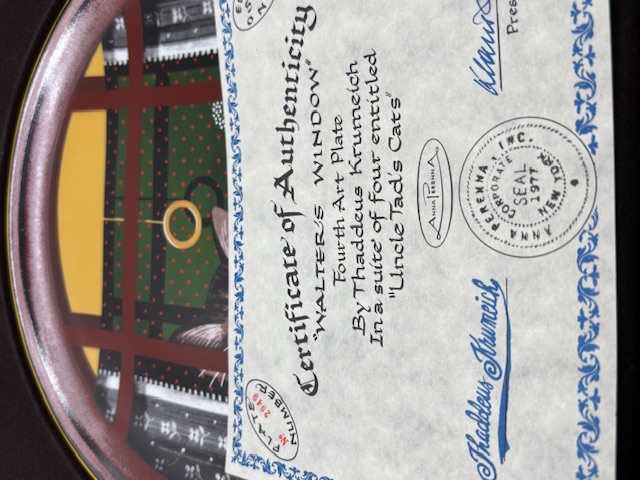 PLATE
Nº 2949
NUMBER
Certificate of Authenticity
"WALTER'S WINDOW"
Fourth Art Plate
By Thaddeus Krumeich
In a suite of four entitled
"Uncle Tad's Cats"
ANNA PERENNA
Thaddeus Krumeich
ANNA PERENNA, INC.
CORPORATE
SEAL
1977
NEW YORK
Pres